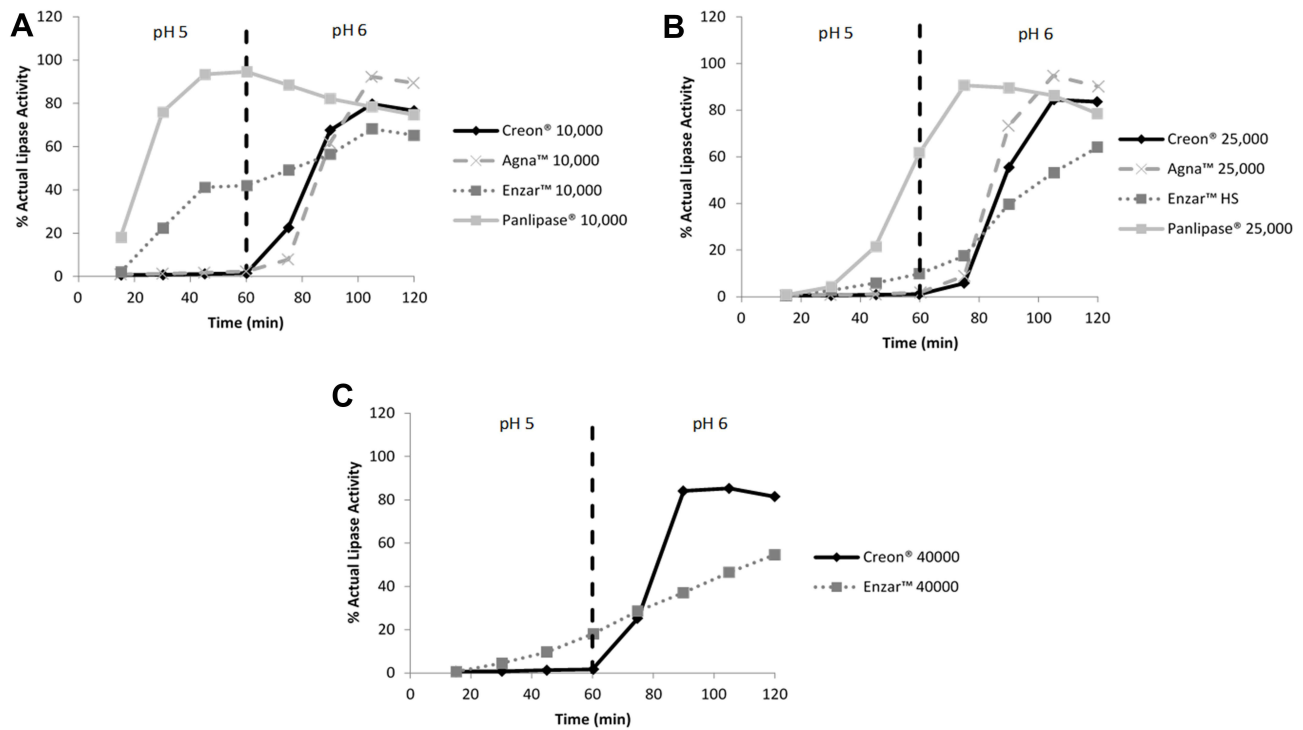 A
% Actual Lipase Activity
120
100
80
60
40
20
0
pH 5
pH 6
0 20 40 60 80 100 120
Time (min)
Creon® 10,000
Agna™ 10,000
Enzar™ 10,000
Panlipase® 10,000
B
% Actual Lipase Activity
120
100
80
60
40
20
0
pH 5
pH 6
0 20 40 60 80 100 120
Time (min)
Creon® 25,000
Agna™ 25,000
Enzar™ HS
Panlipase® 25,000
C
% Actual Lipase Activity
120
100
80
60
40
20
0
pH 5
pH 6
0 20 40 60 80 100 120
Time (min)
Creon® 40000
Enzar™ 40000